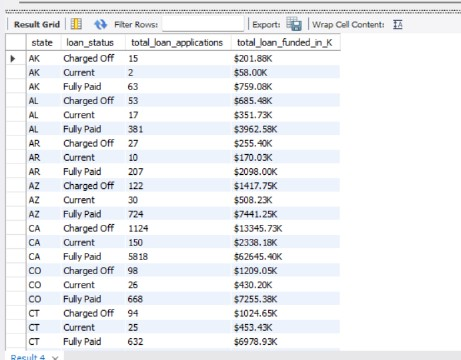 Result Grid Filter Rows: Export: Wrap Cell Content:
state loan_status total_loan_applications total_loan_funded_in_K
AK Charged Off 15 $201.88K
AK Current 2 $58.00K
AK Fully Paid 63 $759.08K
AL Charged Off 53 $685.48K
AL Current 17 $351.73K
AL Fully Paid 381 $3962.58K
AR Charged Off 27 $255.40K
AR Current 10 $170.03K
AR Fully Paid 207 $2098.00K
AZ Charged Off 122 $1417.75K
AZ Current 30 $508.23K
AZ Fully Paid 724 $7441.25K
CA Charged Off 1124 $13345.73K
CA Current 150 $2338.18K
CA Fully Paid 5818 $62645.40K
CO Charged Off 98 $1209.05K
CO Current 26 $430.20K
CO Fully Paid 668 $7255.38K
CT Charged Off 94 $1024.65K
CT Current 25 $453.43K
CT Fully Paid 632 $6978.93K
Result 4